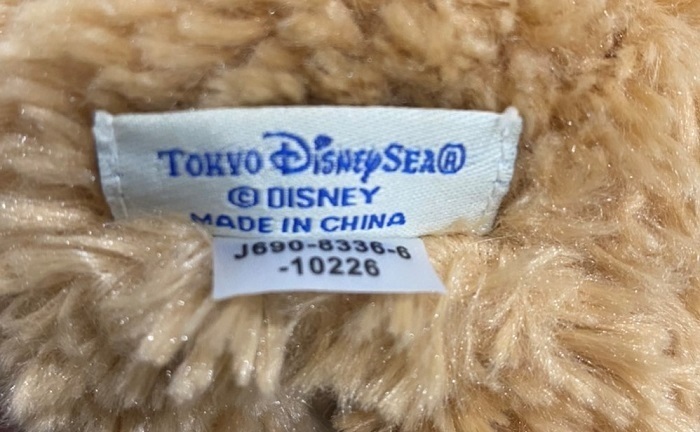 TOKYO DISNEYSEA®
© DISNEY
MADE IN CHINA
J690-8336-6
-10226